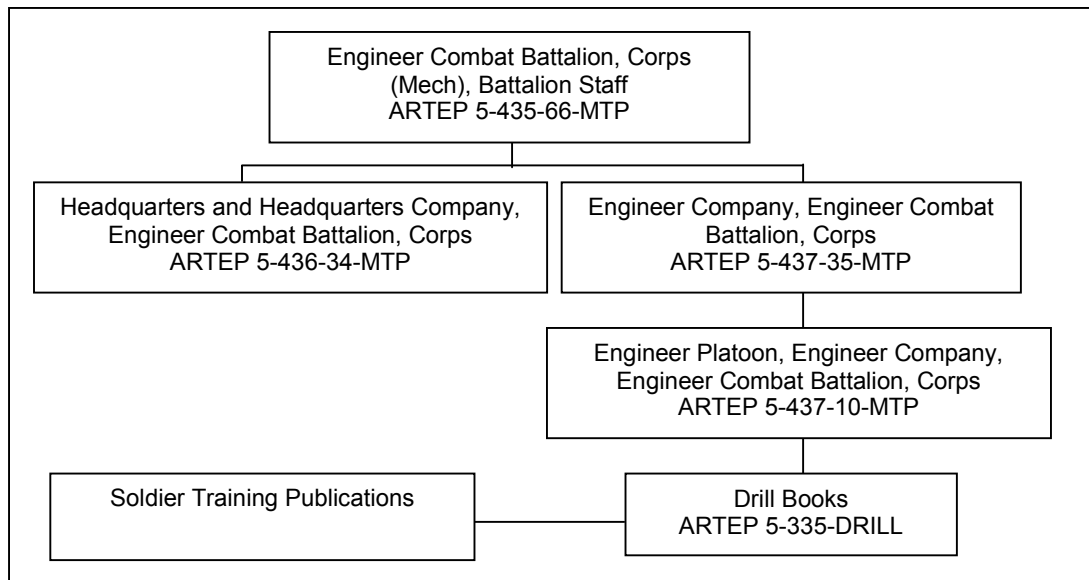 Engineer Combat Battalion, Corps
(Mech), Battalion Staff
ARTEP 5-435-66-MTP
Headquarters and Headquarters Company,
Engineer Combat Battalion, Corps
ARTEP 5-436-34-MTP
Engineer Company, Engineer Combat
Battalion, Corps
ARTEP 5-437-35-MTP
Engineer Platoon, Engineer Company,
Engineer Combat Battalion, Corps
ARTEP 5-437-10-MTP
Soldier Training Publications
Drill Books
ARTEP 5-335-DRILL